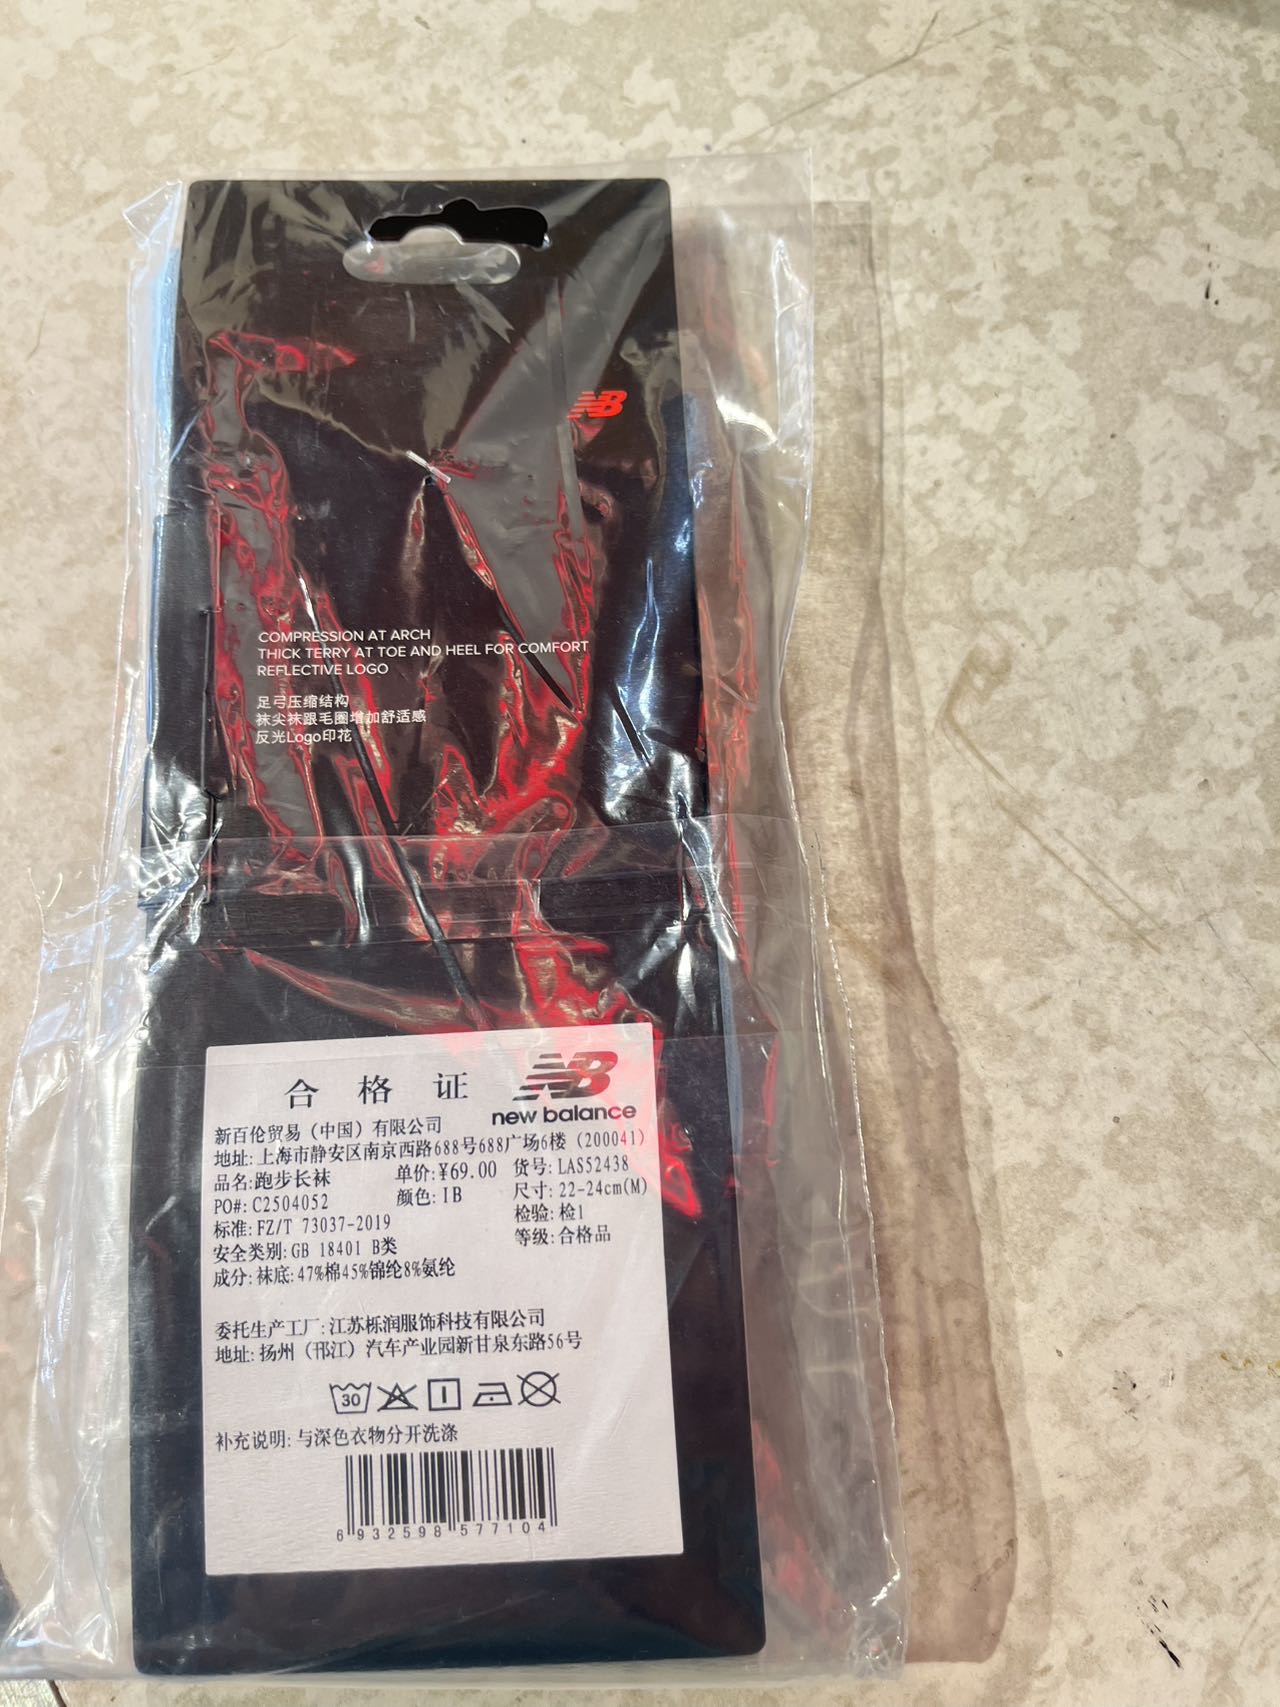 NB
COMPRESSION AT ARCH
THICK TERRY AT TOE AND HEEL FOR COMFORT
REFLECTIVE LOGO
足弓压缩结构
袜尖袜跟毛圈增加舒适感
反光Logo印花
合格证
NB
new balance
新百伦贸易（中国）有限公司
地址: 上海市静安区南京西路688号688广场6楼 (200041)
品名: 跑步长袜 单价: ¥69.00 货号: LAS52438
PO#: C2504052 颜色: IB 尺寸: 22-24cm(M)
标准: FZ/T 73037-2019 检验: 检1
安全类别: GB 18401 B类 等级: 合格品
成分: 袜底: 47%棉45%锦纶8%氨纶
委托生产工厂: 江苏栎润服饰科技有限公司
地址: 扬州（邗江）汽车产业园新甘泉东路56号
30
补充说明: 与深色衣物分开洗涤
6 932598 577104